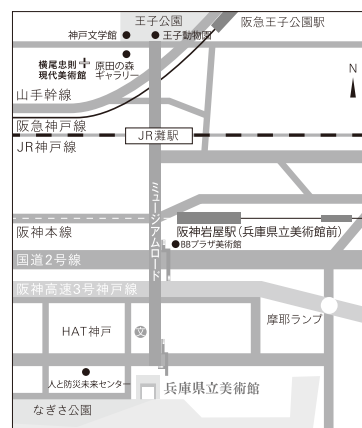 王子公園
阪急王子公園駅
神戸文学館
王子動物園
横尾忠則
現代美術館
原田の森
ギャラリー
山手幹線
阪急神戸線
JR灘駅
JR神戸線
N
ミュージアムロード
阪神本線
阪神岩屋駅(兵庫県立美術館前)
BBプラザ美術館
国道2号線
阪神高速3号神戸線
摩耶ランプ
HAT神戸
文
人と防災未来センター
兵庫県立美術館
なぎさ公園